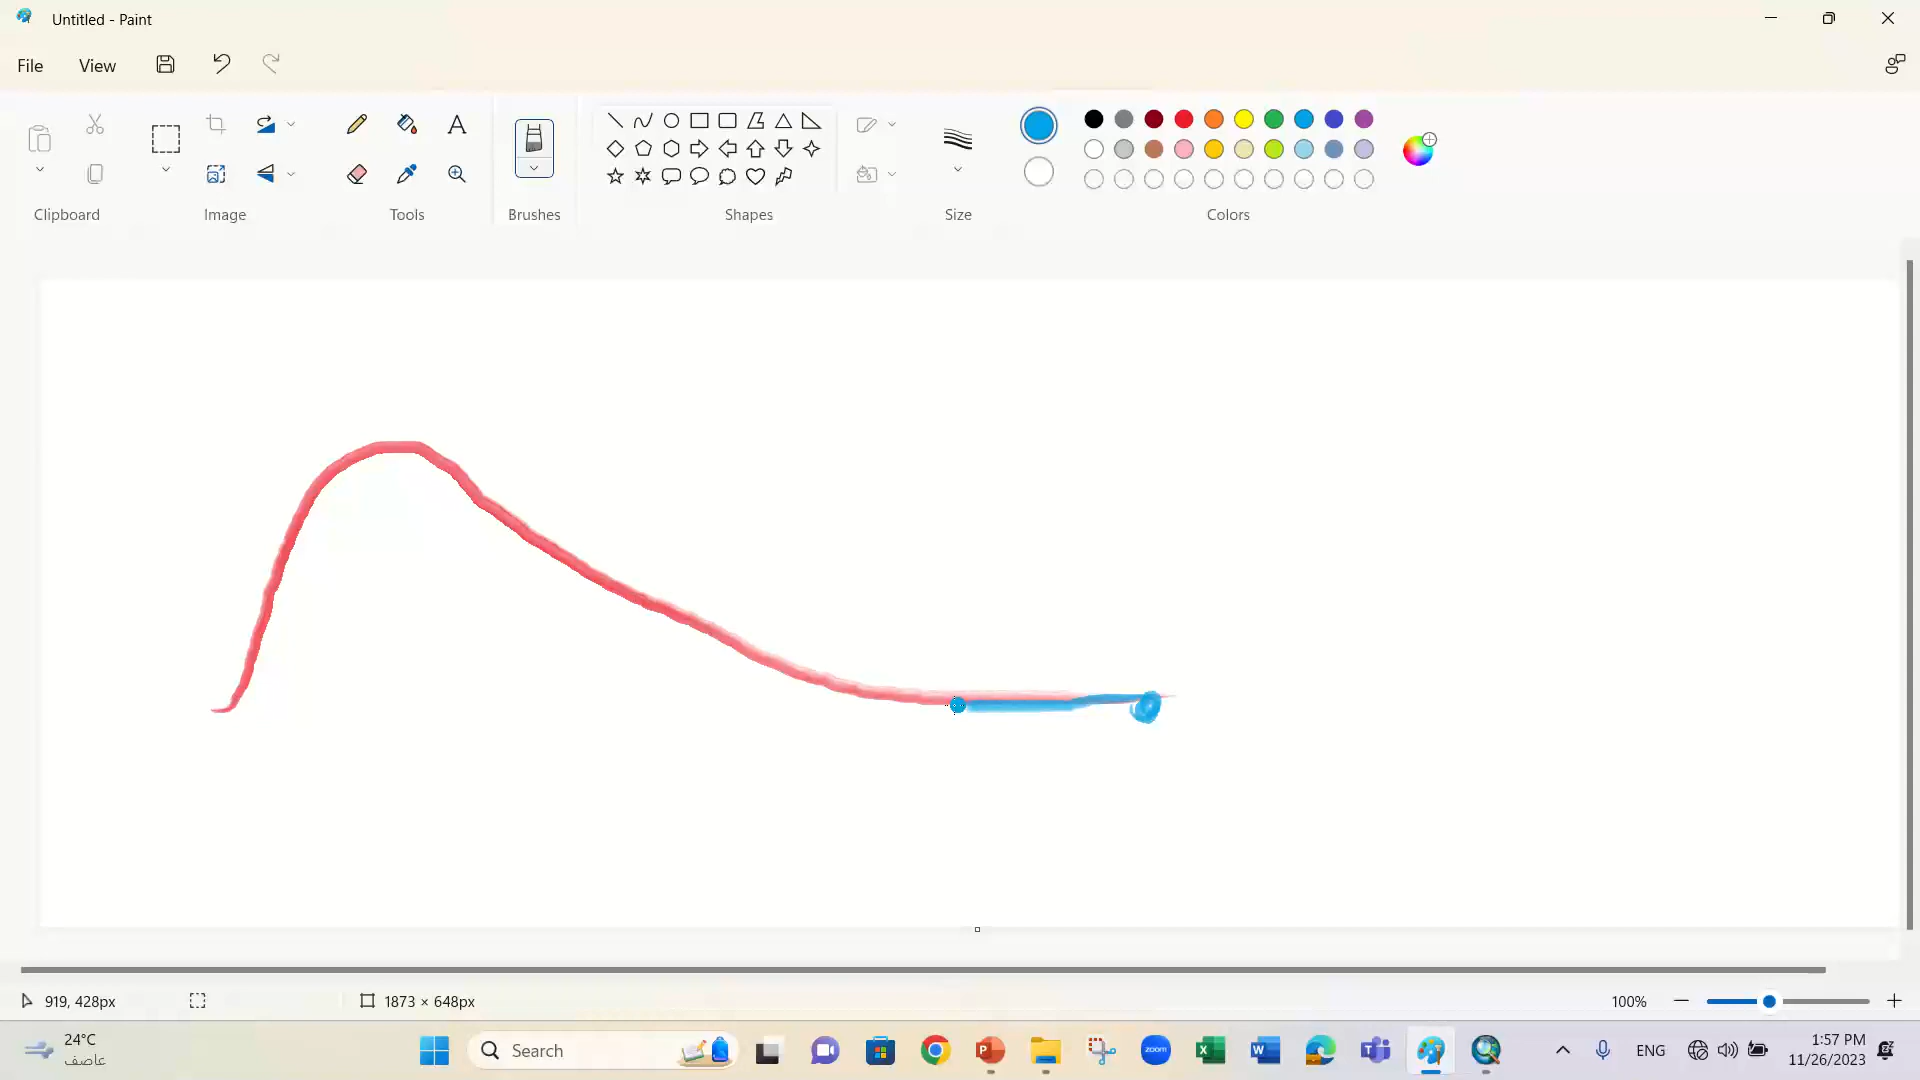 Untitled - Paint
File View
Clipboard Image Tools Brushes Shapes Size Colors
919, 428px 1873 × 648px 100%
24°C
عاصف
Search
zoom
ENG
1:57 PM
11/26/2023